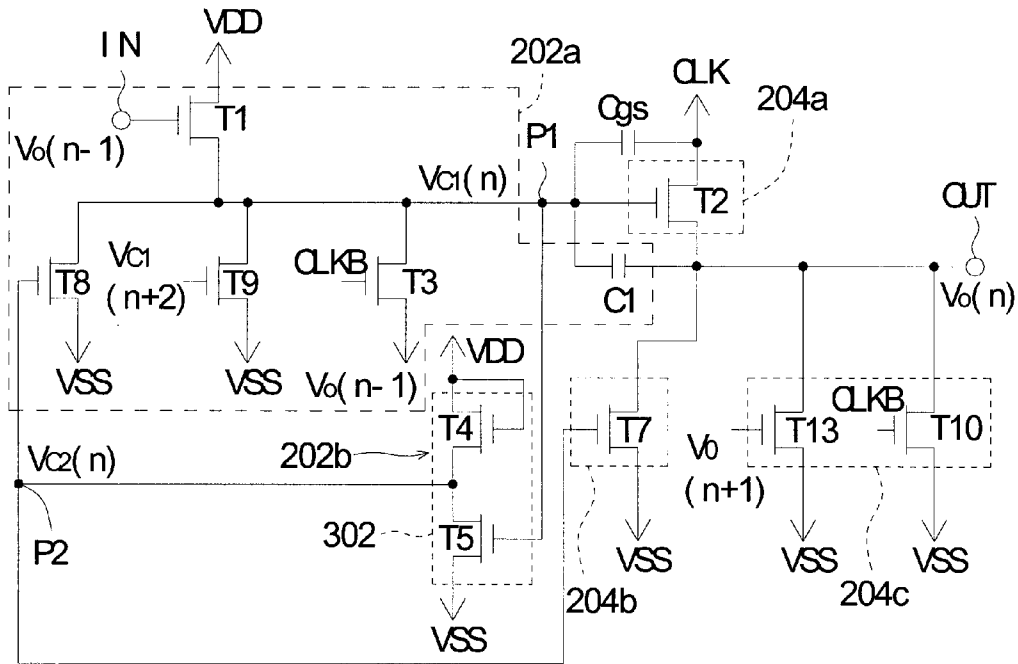 VDD
IN
202a
CLK
204a
Cgs
P1
T1
Vo(n-1)
VC1(n)
T2
OUT
VC1
(n+2)
CLKB
T8
T9
T3
C1
Vo(n)
VSS
VSS
Vo(n-1)
VDD
T4
CLKB
T7
T13
T10
202b
VC2(n)
V0
(n+1)
302
T5
P2
VSS
VSS
VSS
204b
204c
VSS